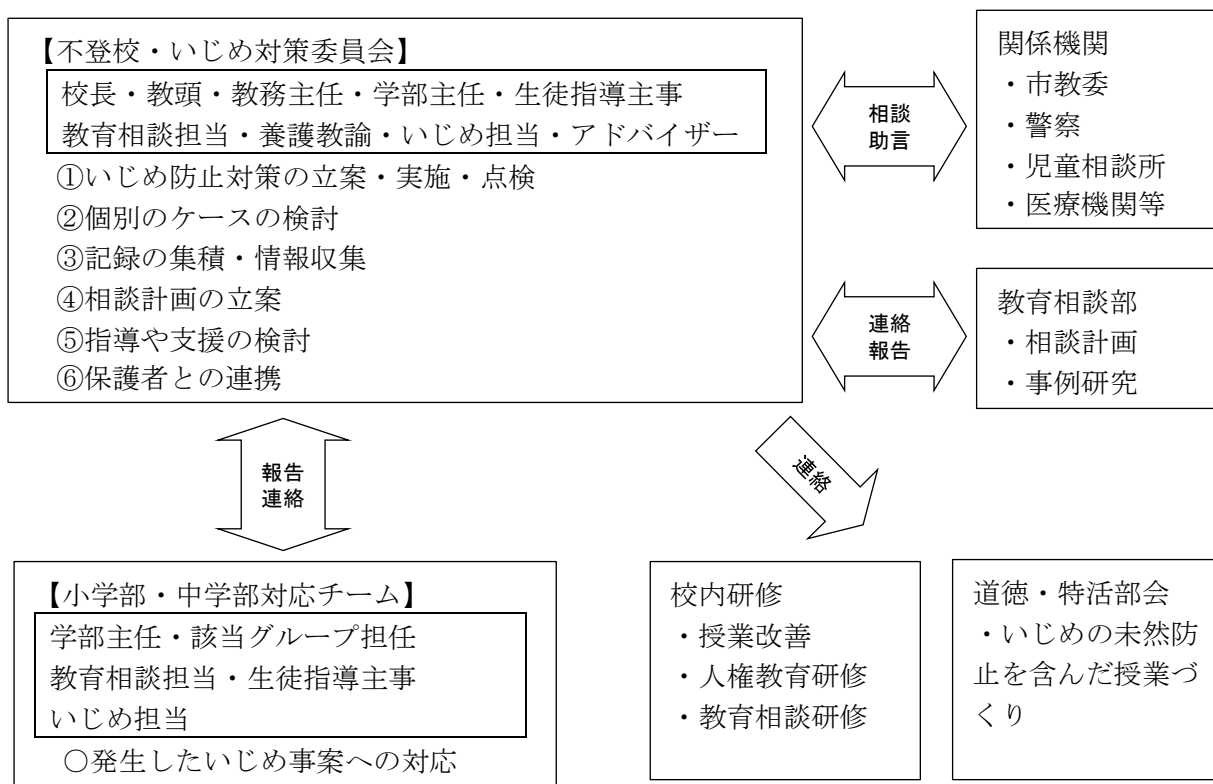 【不登校・いじめ対策委員会】
校長・教頭・教務主任・学部主任・生徒指導主事
教育相談担当・養護教諭・いじめ担当・アドバイザー
①いじめ防止対策の立案・実施・点検
②個別のケースの検討
③記録の集積・情報収集
④相談計画の立案
⑤指導や支援の検討
⑥保護者との連携
相談
助言
関係機関
・市教委
・警察
・児童相談所
・医療機関等
連絡
報告
教育相談部
・相談計画
・事例研究
報告
連絡
連絡
【小学部・中学部対応チーム】
学部主任・該当グループ担任
教育相談担当・生徒指導主事
いじめ担当
○発生したいじめ事案への対応
校内研修
・授業改善
・人権教育研修
・教育相談研修
道徳・特活部会
・いじめの未然防
止を含んだ授業づ
くり